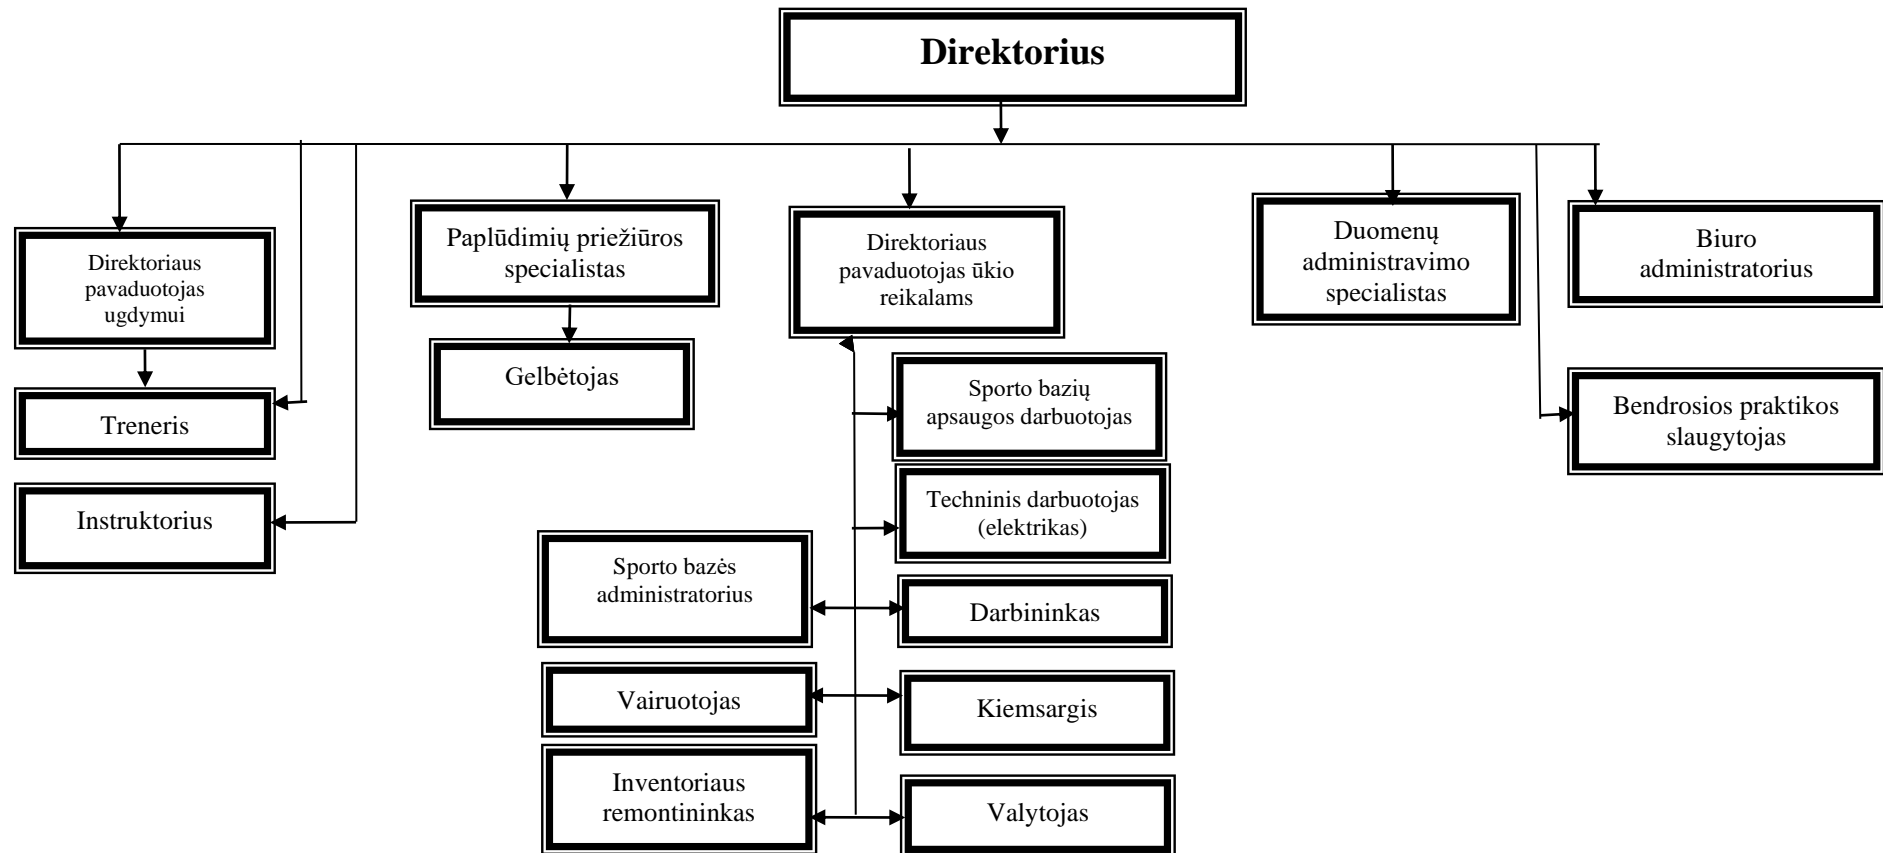 Direktorius
Direktoriaus
pavaduotojas
ugdymui
Paplūdimių priežiūros
specialistas
Direktoriaus
pavaduotojas ūkio
reikalams
Duomenų
administravimo
specialistas
Biuro
administratorius
Gelbėtojas
Treneris
Sporto bazių
apsaugos darbuotojas
Bendrosios praktikos
slaugytojas
Instruktorius
Techninis darbuotojas
(elektrikas)
Sporto bazės
administratorius
Darbininkas
Vairuotojas
Kiemsargis
Inventoriaus
remontininkas
Valytojas